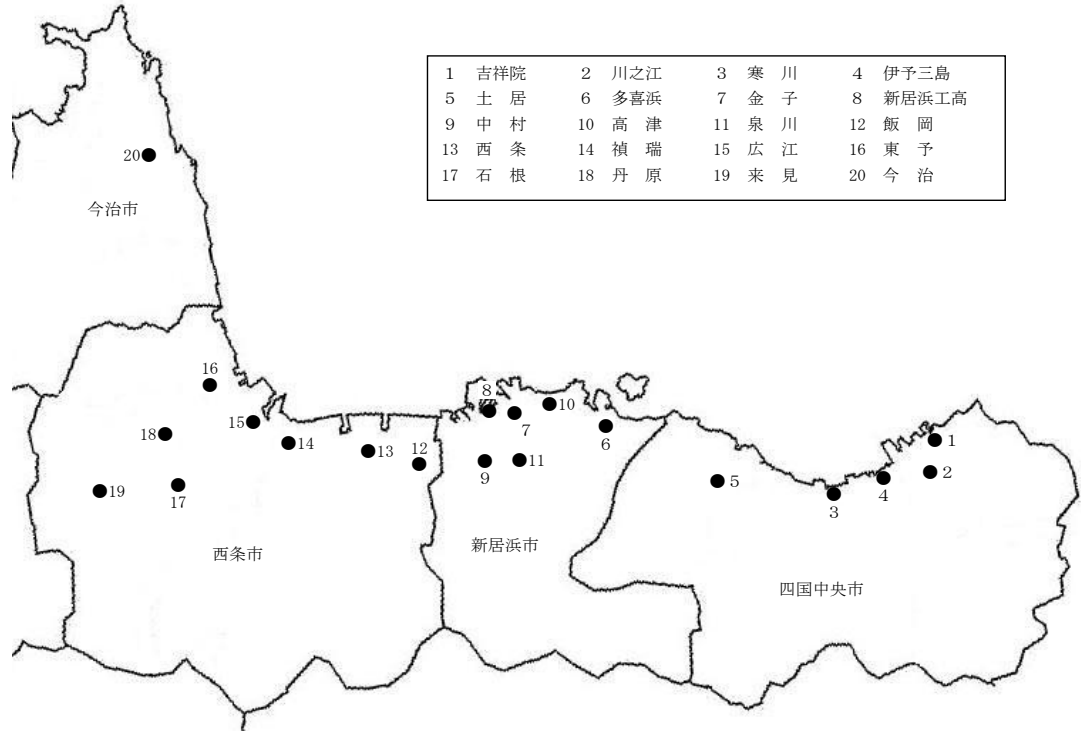 1 吉祥院 2 川之江 3 寒 川 4 伊予三島
5 土 居 6 多喜浜 7 金 子 8 新居浜工高
9 中 村 10 高 津 11 泉 川 12 飯 岡
13 西 条 14 禎 瑞 15 広 江 16 東 予
17 石 根 18 丹 原 19 来 見 20 今 治
20
今治市
16
8
10
15
7
18
14
6
1
13
12
9
11
2
19
17
5
4
3
西条市
新居浜市
四国中央市